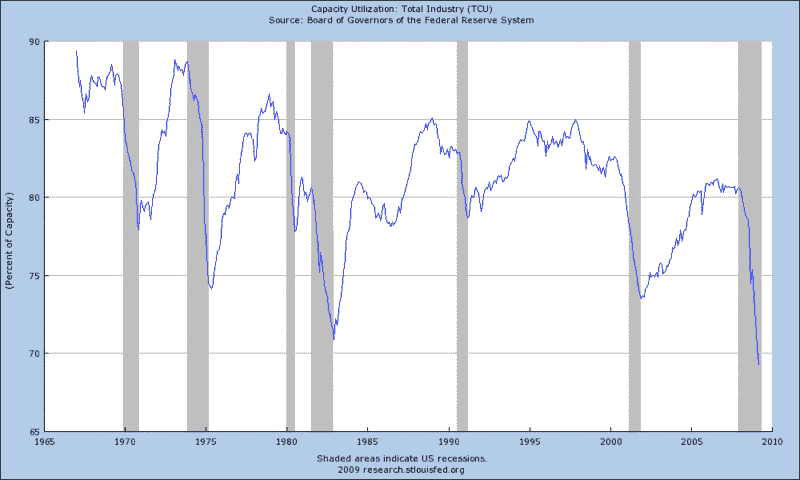 Capacity Utilization: Total Industry (TCU)
Source: Board of Governors of the Federal Reserve System
90
85
80
75
70
65
(Percent of Capacity)
1965 1970 1975 1980 1985 1990 1995 2000 2005 2010
Shaded areas indicate US recessions.
2009 research.stlouisfed.org